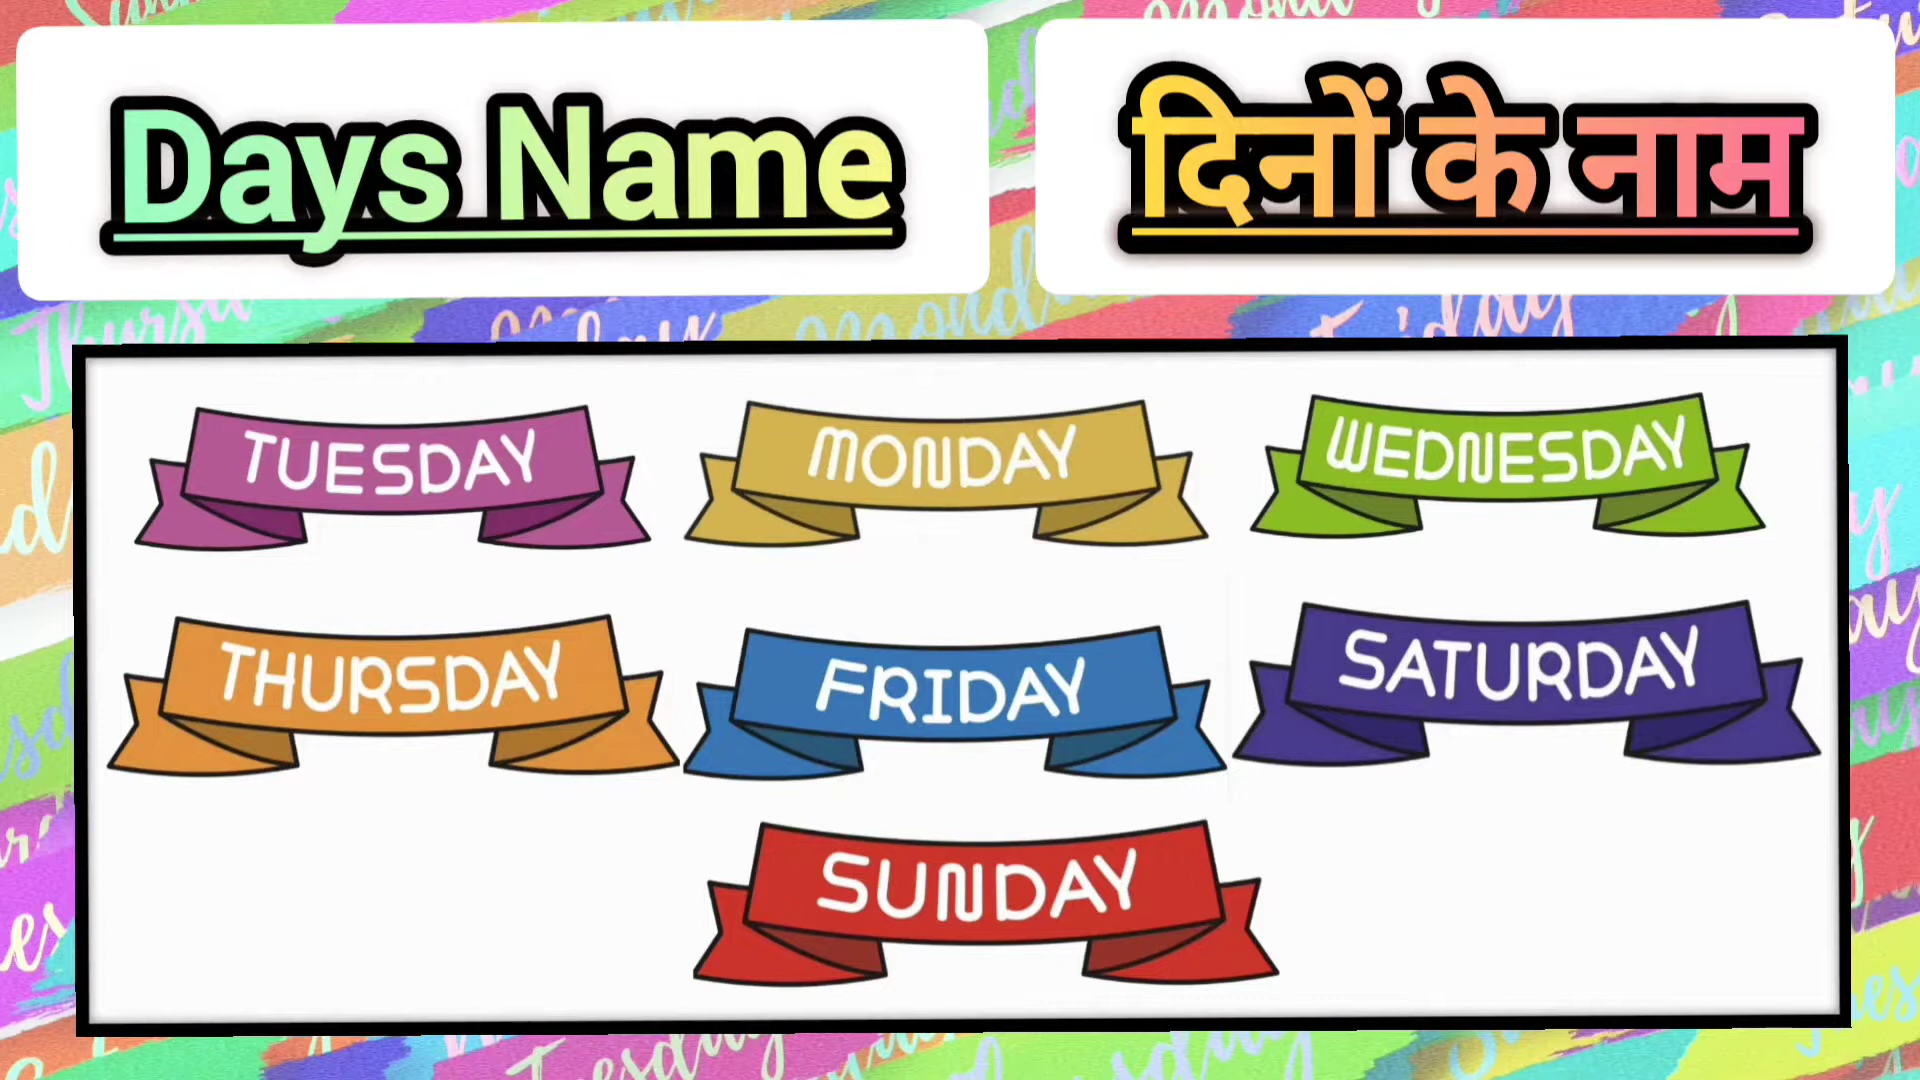 Days Name
दिनों के नाम
TUESDAY
MONDAY
WEDNESDAY
THURSDAY
FRIDAY
SATURDAY
SUNDAY